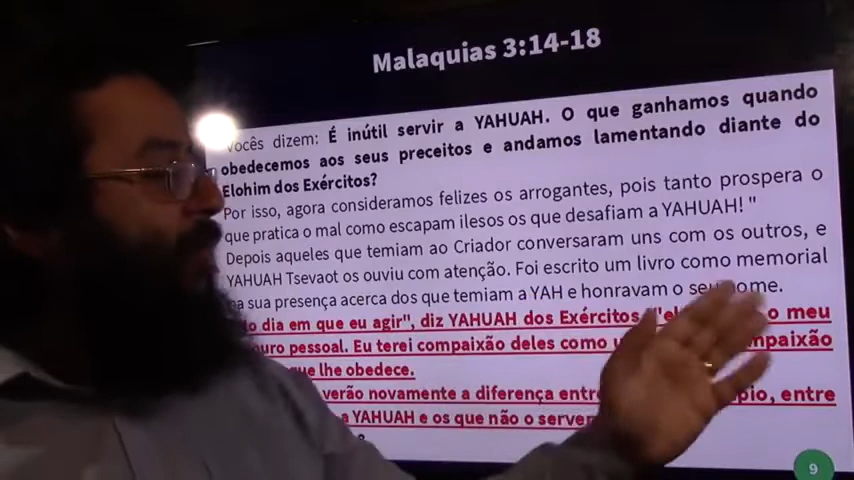 Malaquias 3:14-18
Vocês dizem: É inútil servir a YAHUAH. O que ganhamos quando
obedecemos aos seus preceitos e andamos lamentando diante do
Elohim dos Exércitos?
Por isso, agora consideramos felizes os arrogantes, pois tanto prospera o
que pratica o mal como escapam ilesos os que desafiam a YAHUAH!"
Depois aqueles que temiam ao Criador conversaram uns com os outros, e
YAHUAH Tsevaot os ouviu com atenção. Foi escrito um livro como memorial
na sua presença acerca dos que temiam a YAH e honravam o seu nome.
dia em que eu agir", diz YAHUAH dos Exércitos, o meu
pessoal. Eu terei compaixão deles como
que lhe obedece.
verão novamente a diferença entre entre
a YAHUAH e os que não o servem
9